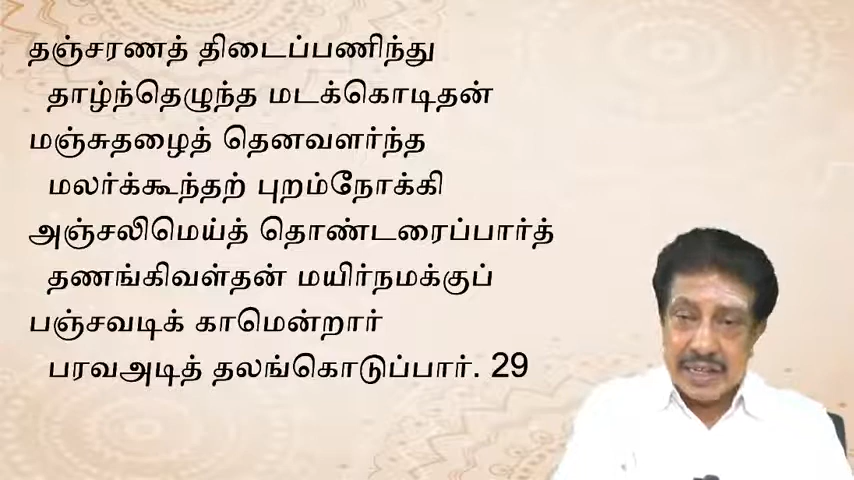 தஞ்சரணத் திடைப்பணிந்து
தாழ்ந்தெழுந்த மடக்கொடிதன்
மஞ்சுதழைத் தெனவளர்ந்த
மலர்க்கூந்தற் புறம்நோக்கி
அஞ்சலிமெய்த் தொண்டரைப்பார்த்
தணங்கிவள்தன் மயிர்நமக்குப்
பஞ்சவடிக் காமென்றார்
பரவஅடித் தலங்கொடுப்பார். 29